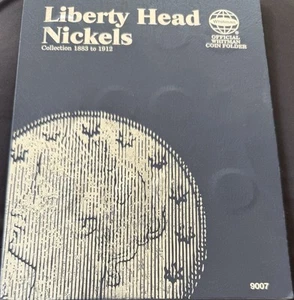 Liberty Head
Nickels
Collection 1883 to 1912
OFFICIAL
WHITMAN
COIN FOLDER
9007